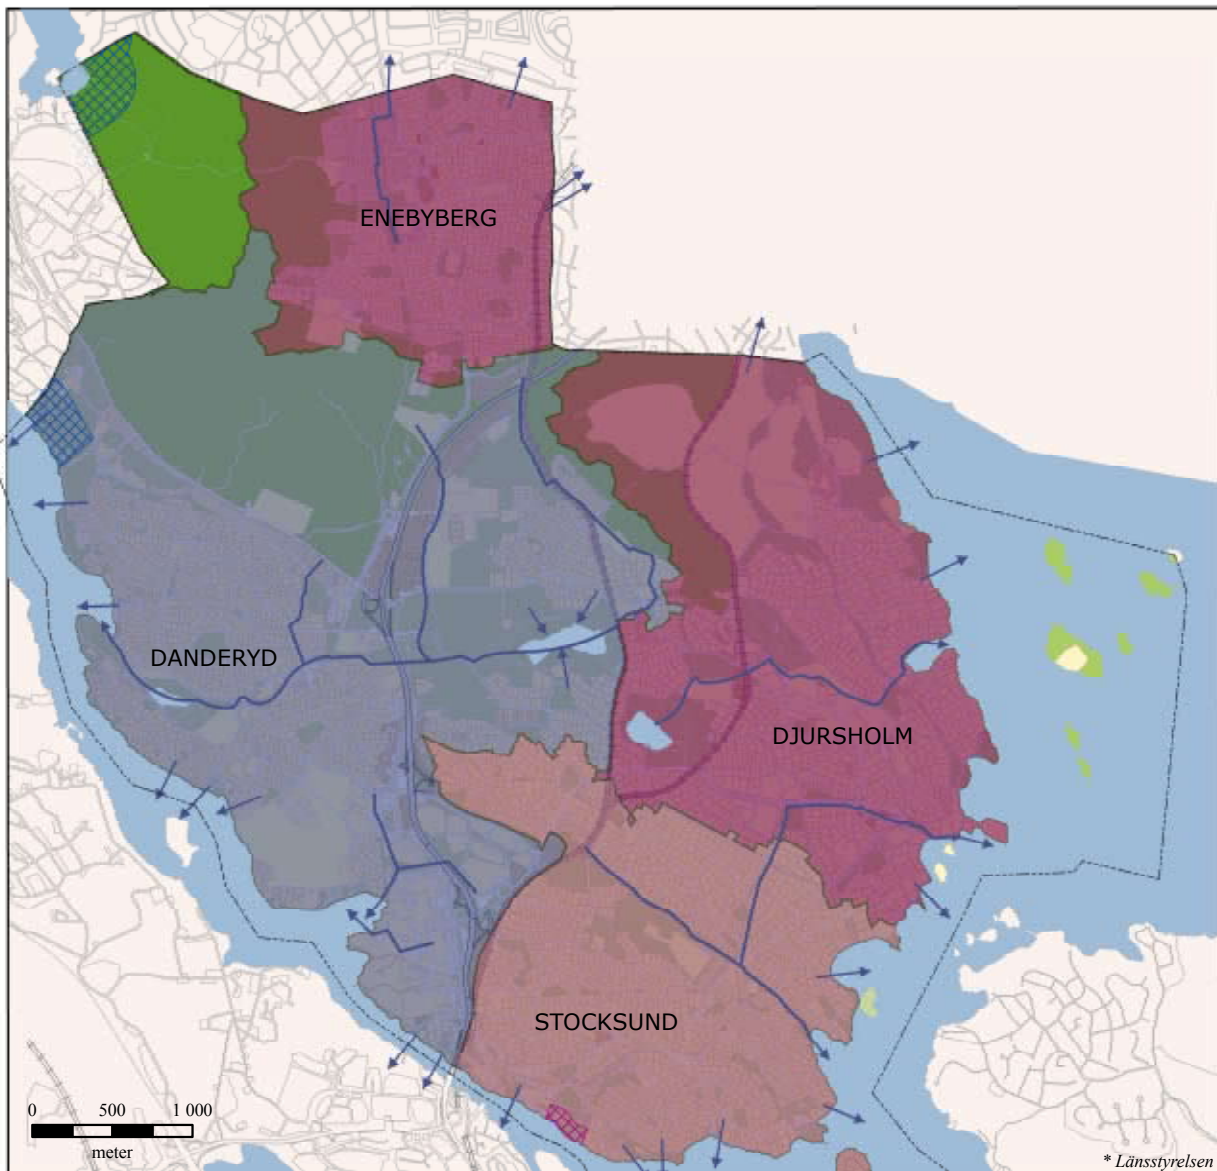 ENEBYBERG
DANDERYD
DJURSHOLM
STOCKSUND
0 500 1 000
meter
* Länsstyrelsen